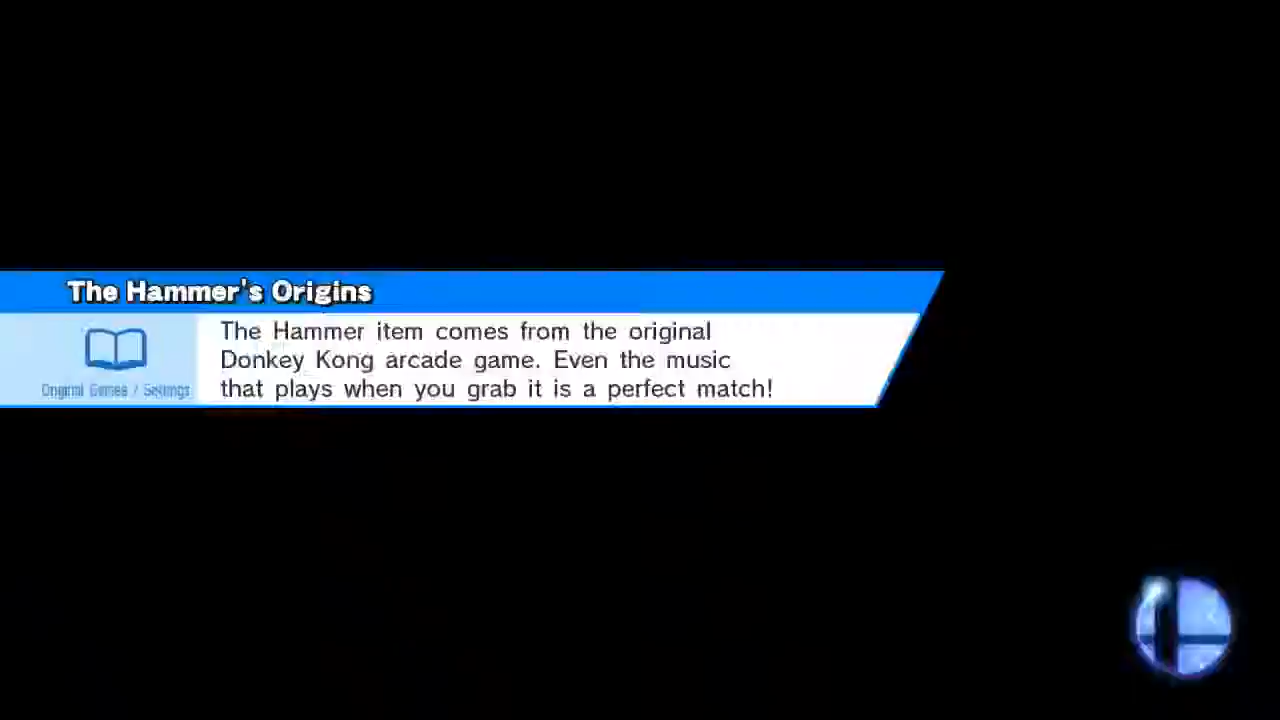 The Hammer's Origins
The Hammer item comes from the original
Donkey Kong arcade game. Even the music
Original Games / Settings
that plays when you grab it is a perfect match!